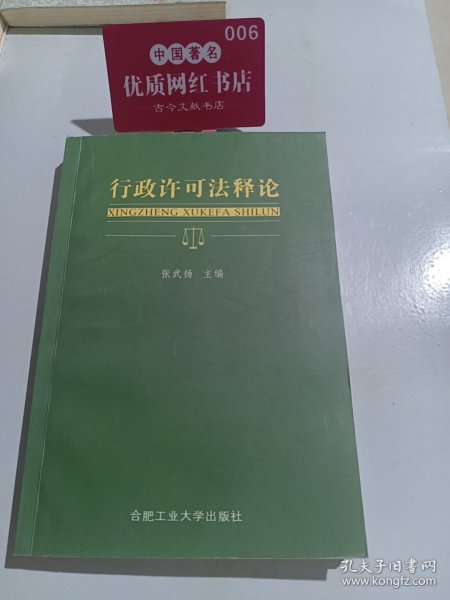 006
中国著名
优质网红书店
古今文献书店
行政许可法释论
XINGZHENG XUKEFA SHILUN
张武扬 主编
合肥工业大学出版社
孔夫子旧书网
www.kongfz.com